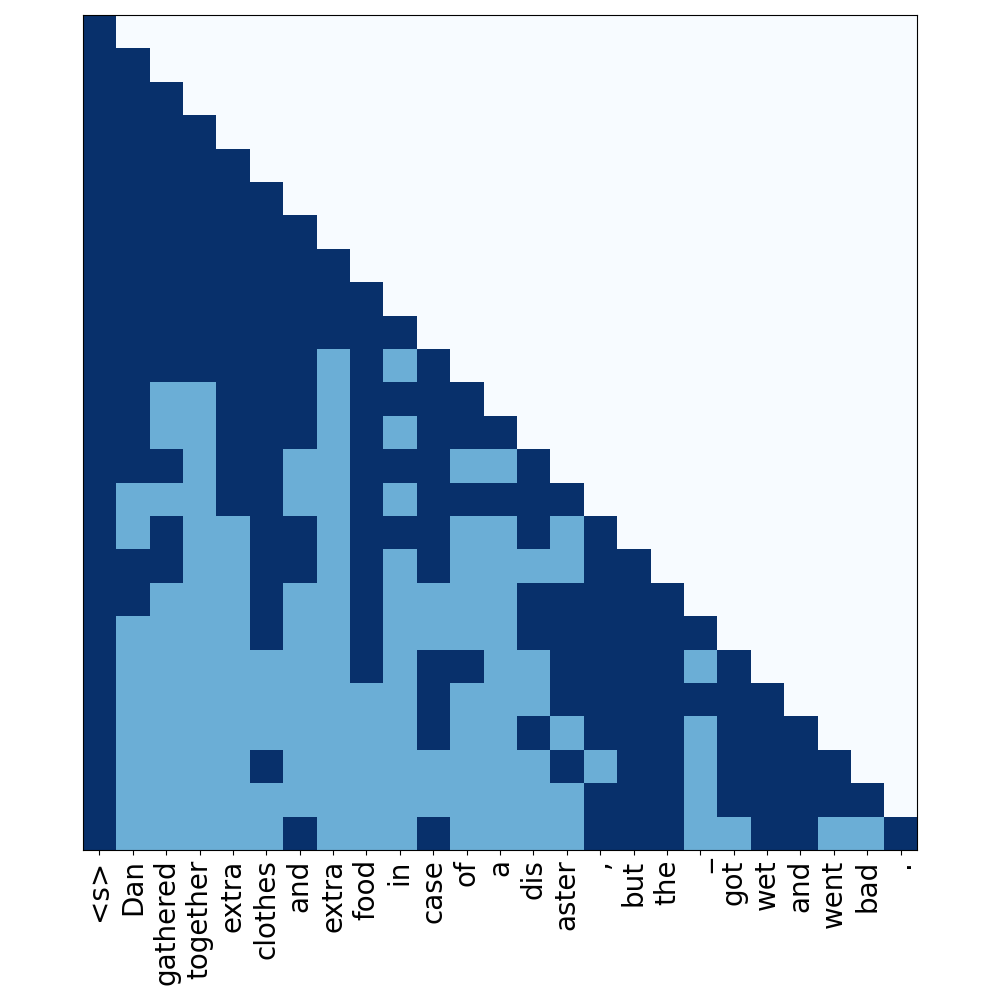 <s> Dan gathered together extra clothes and extra food in case of a dis aster , but the _ got wet and went bad .